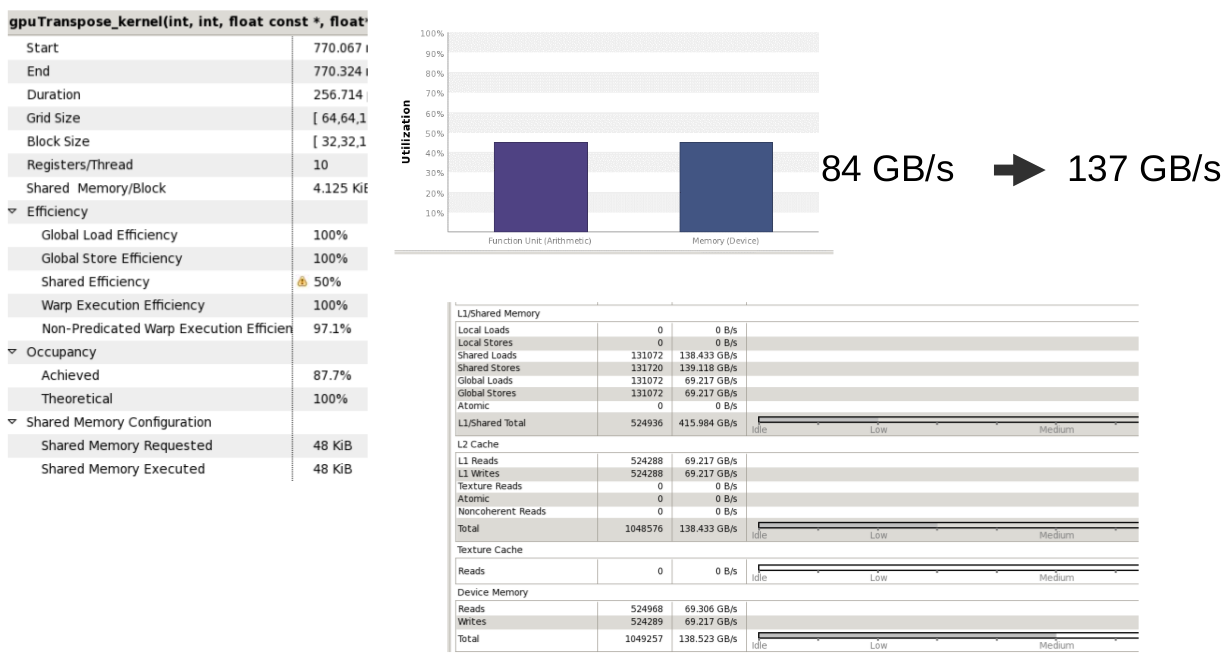 gpuTranspose_kernel(int, int, float const *, float*
Start 770.067
End 770.324
Duration 256.714
Grid Size [ 64,64,1
Block Size [ 32,32,1
Registers/Thread 10
Shared Memory/Block 4.125 KiB
Efficiency
Global Load Efficiency 100%
Global Store Efficiency 100%
Shared Efficiency 50%
Warp Execution Efficiency 100%
Non-Predicated Warp Execution Efficien 97.1%
Occupancy
Achieved 87.7%
Theoretical 100%
Shared Memory Configuration
Shared Memory Requested 48 KiB
Shared Memory Executed 48 KiB
Utilization
100%
90%
80%
70%
60%
50%
40%
30%
20%
10%
Function Unit (Arithmetic) Memory (Device)
84 GB/s 137 GB/s
L1/Shared Memory
Local Loads 0 0 B/s
Local Stores 0 0 B/s
Shared Loads 131072 138.433 GB/s
Shared Stores 131720 139.118 GB/s
Global Loads 131072 69.217 GB/s
Global Stores 131072 69.217 GB/s
Atomic 0 0 B/s
L1/Shared Total 524936 415.984 GB/s
Idle Low Medium
L2 Cache
L1 Reads 524288 69.217 GB/s
L1 Writes 524288 69.217 GB/s
Texture Reads 0 0 B/s
Atomic 0 0 B/s
Noncoherent Reads 0 0 B/s
Total 1048576 138.433 GB/s
Idle Low Medium
Texture Cache
Reads 0 0 B/s
Idle Low Medium
Device Memory
Reads 524968 69.306 GB/s
Writes 524289 69.217 GB/s
Total 1049257 138.523 GB/s
Idle Low Medium